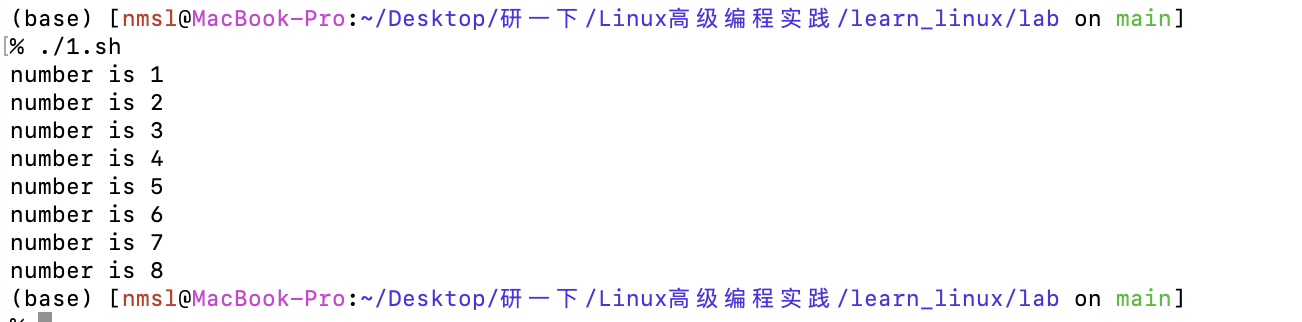 (base) [nmsl@MacBook-Pro:~/Desktop/研一下/Linux高级编程实践/learn_linux/lab on main]
[% ./1.sh
number is 1
number is 2
number is 3
number is 4
number is 5
number is 6
number is 7
number is 8
(base) [nmsl@MacBook-Pro:~/Desktop/研一下/Linux高级编程实践/learn_linux/lab on main]
%